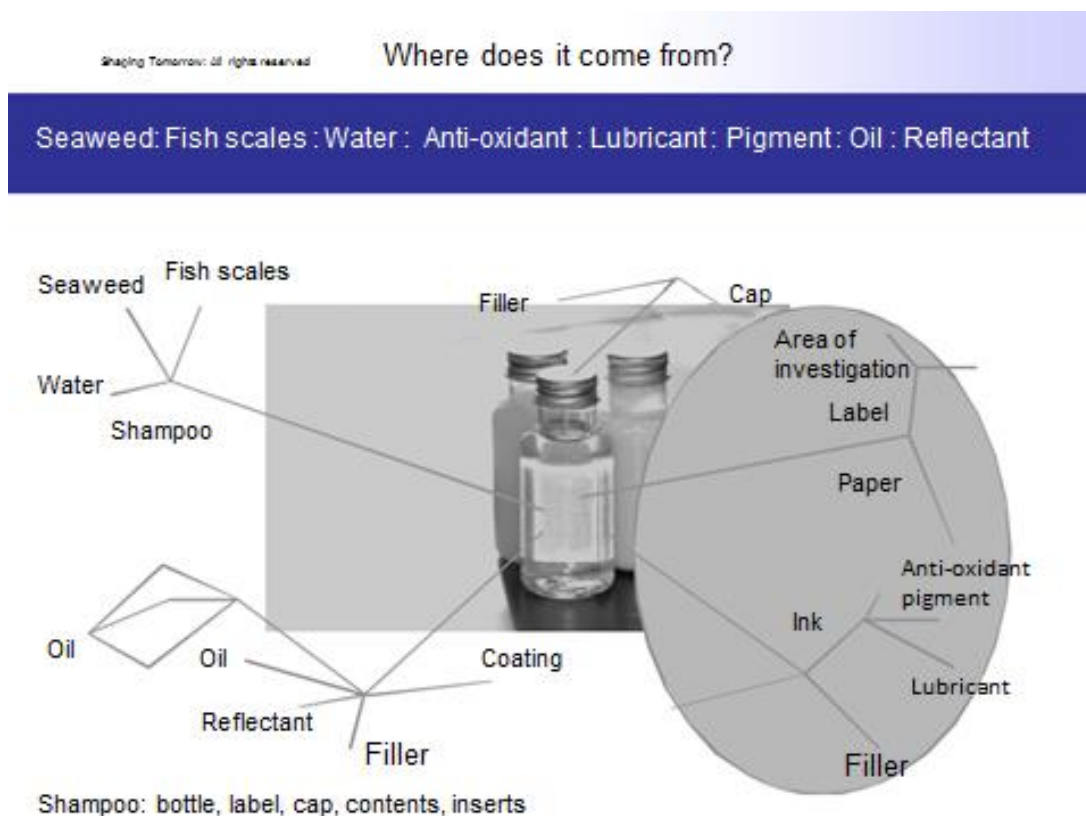 Shaping Tomorrow: All rights reserved
Where does it come from?
Seaweed: Fish scales : Water : Anti-oxidant : Lubricant : Pigment : Oil : Reflectant
Seaweed
Fish scales
Water
Shampoo
Filler
Cap
Area of
investigation
Label
Paper
Anti-oxidant
pigment
Ink
Lubricant
Filler
Oil
Oil
Coating
Reflectant
Filler
Shampoo: bottle, label, cap, contents, inserts